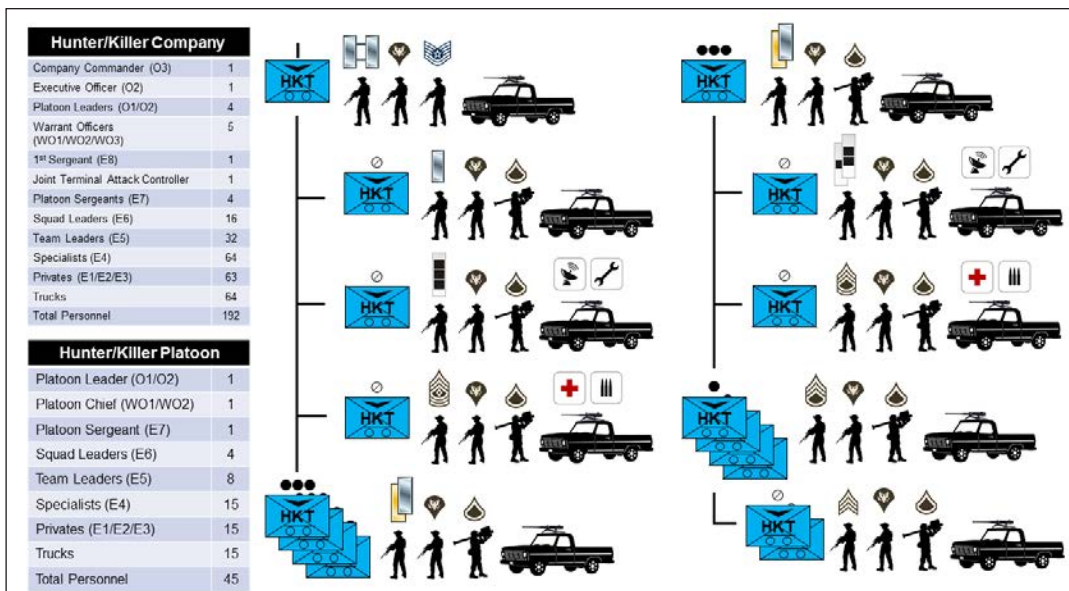 Hunter/Killer Company
Company Commander (O3) 1
Executive Officer (O2) 1
Platoon Leaders (O1/O2) 4
Warrant Officers 5
(WO1/WO2/WO3)
1st Sergeant (E8) 1
Joint Terminal Attack Controller 1
Platoon Sergeants (E7) 4
Squad Leaders (E6) 16
Team Leaders (E5) 32
Specialists (E4) 64
Privates (E1/E2/E3) 63
Trucks 64
Total Personnel 192
Hunter/Killer Platoon
Platoon Leader (O1/O2) 1
Platoon Chief (WO1/WO2) 1
Platoon Sergeant (E7) 1
Squad Leaders (E6) 4
Team Leaders (E5) 8
Specialists (E4) 15
Privates (E1/E2/E3) 15
Trucks 15
Total Personnel 45
HKT
HKT
HKT
HKT
HKT
HKT
HKT
HKT
HKT
HKT